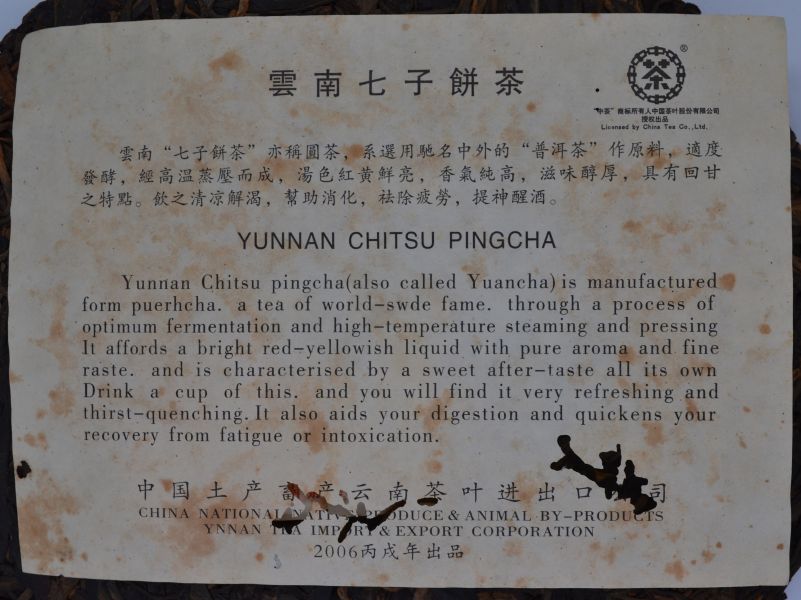 雲南七子餅茶
茶
®
"中茶"商标所有人中国茶叶股份有限公司
授权出品
Licensed by China Tea Co.,Ltd.
雲南“七子餅茶”亦稱圓茶，系選用馳名中外的“普洱茶”作原料，適度
發酵，經高温蒸壓而成，湯色紅黄鮮亮，香氣純高，滋味醇厚，具有回甘
之特點。飲之清凉解渴，幫助消化，祛除疲勞，提神醒酒。
YUNNAN CHITSU PINGCHA
Yunnan Chitsu pingcha(also called Yuancha) is manufactured
form puerhcha. a tea of world-swde fame. through a process of
optimum fermentation and high-temperature steaming and pressing
It affords a bright red-yellowish liquid with pure aroma and fine
raste. and is characterised by a sweet after-taste all its own
Drink a cup of this. and you will find it very refreshing and
thirst-quenching. It also aids your digestion and quickens your
recovery from fatigue or intoxication.
中国土产畜产云南茶叶进出口 司
CHINA NATIONAL NATIVE PRODUCE & ANIMAL BY-PRODUCTS
YNNAN TEA IMPORT & EXPORT CORPORATION
2006丙戌年出品